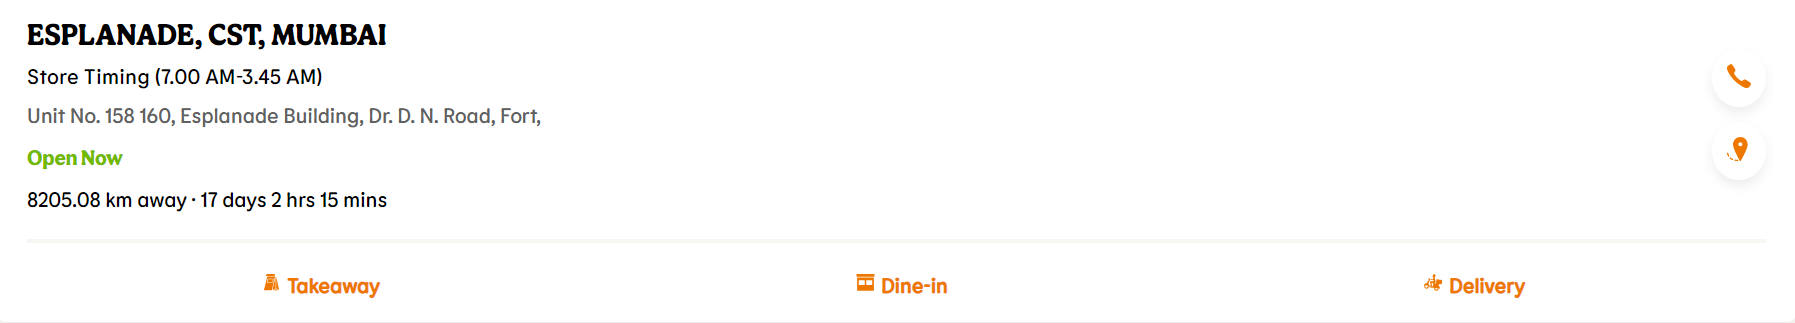 ESPLANADE, CST, MUMBAI
Store Timing (7.00 AM-3.45 AM)
Unit No. 158 160, Esplanade Building, Dr. D. N. Road, Fort,
Open Now
8205.08 km away · 17 days 2 hrs 15 mins
Takeaway
Dine-in
Delivery